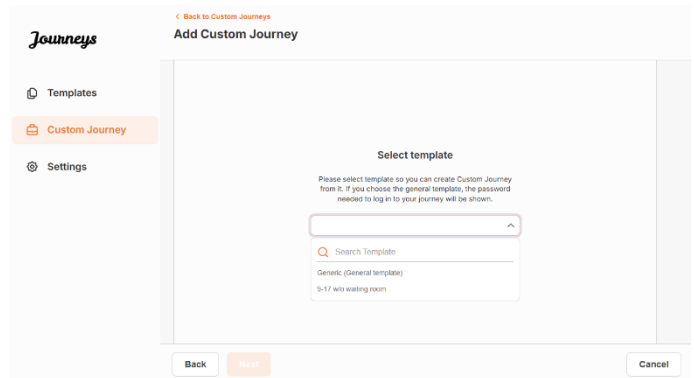 < Back to Custom Journeys
Journeys
Add Custom Journey
Templates
Custom Journey
Settings
Select template
Please select template so you can create Custom Journey
from it. If you choose the general template, the password
needed to log in to your journey will be shown.
Search Template
Generic (General template)
5-17 w/o waiting room
Back
Next
Cancel